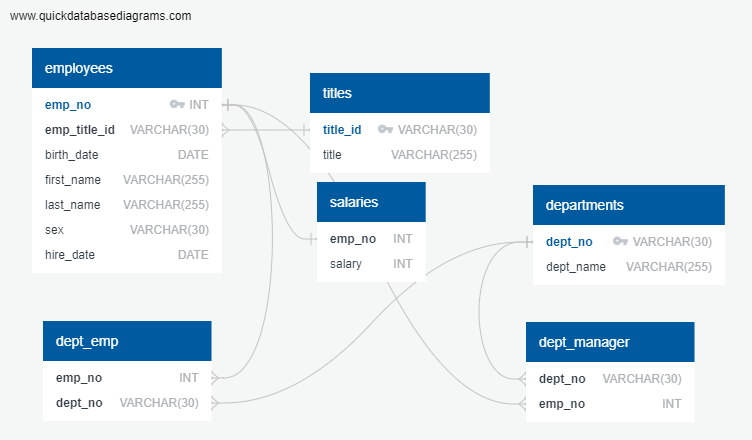 www.quickdatabasediagrams.com
employees
emp_no INT
emp_title_id VARCHAR(30)
birth_date DATE
first_name VARCHAR(255)
last_name VARCHAR(255)
sex VARCHAR(30)
hire_date DATE
titles
title_id VARCHAR(30)
title VARCHAR(255)
salaries
emp_no INT
salary INT
departments
dept_no VARCHAR(30)
dept_name VARCHAR(255)
dept_emp
emp_no INT
dept_no VARCHAR(30)
dept_manager
dept_no VARCHAR(30)
emp_no INT